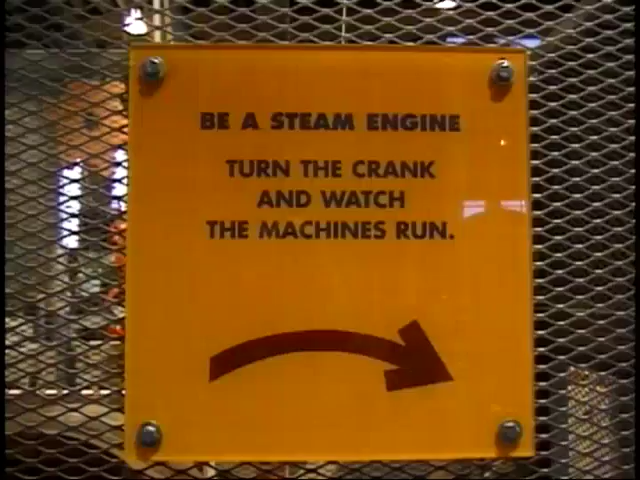 BE A STEAM ENGINE
TURN THE CRANK
AND WATCH
THE MACHINES RUN.